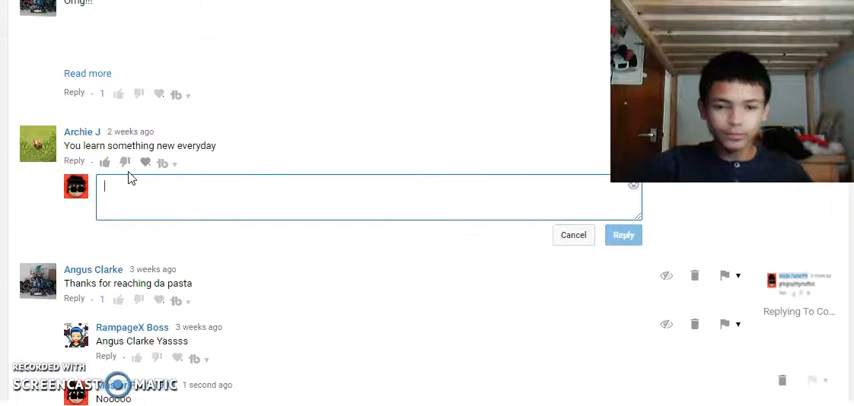 Omg!!!
Read more
Reply · 1
Archie J 2 weeks ago
You learn something new everyday
Reply ·
Cancel Reply
Angus Clarke 3 weeks ago
Thanks for reaching da pasta
Reply · 1
Replying To Co...
RampageX Boss 3 weeks ago
Angus Clarke Yassss
Reply ·
RECORDED WITH
SCREENCAST MATIC
1 second ago
Nooooo